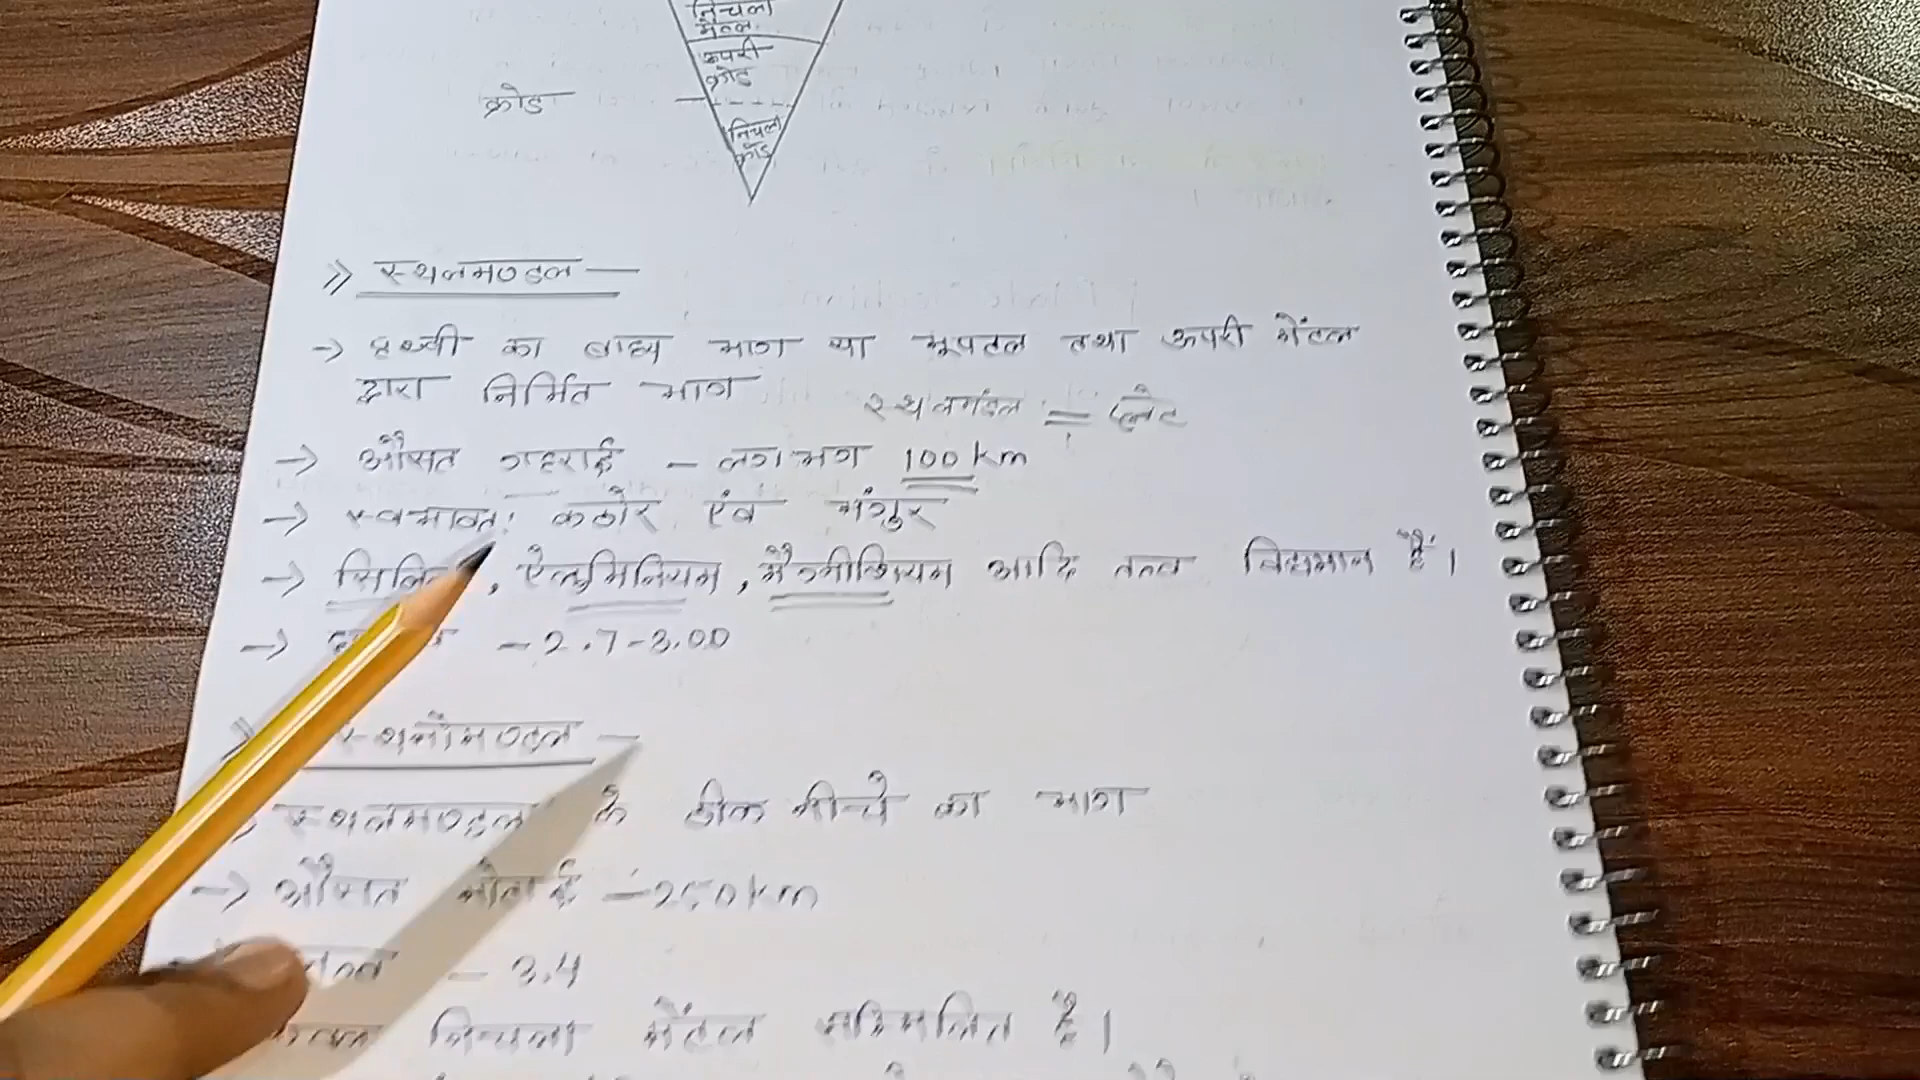 निचला
मेन्टल
ऊपरी
क्रोड
क्रोड
निचला
क्रोड
>> स्थलमण्डल —
→ पृथ्वी का बाह्य भाग या भूपटल तथा ऊपरी मेंटल
द्वारा निर्मित भाग
स्थलमंडल = प्लेट
→ औसत गहराई – लगभग 100 km
→ स्वभावतः कठोर एंव भंगुर
→ , ऐलुमिनियम, मैग्नीशियम आदि तत्व विद्यमान हैं।
→ – 2.7-3.00
—
→ स्थलमण्डल के ठीक नीचे का भाग
→ औसत मोटाई – 250 km
– 3.4
निचला मेंटल सम्मिलित है।